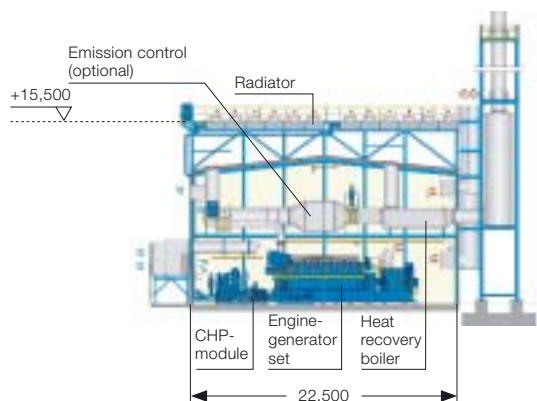 Emission control
(optional)
Radiator
+15,500
CHP-
module
Engine-
generator
set
Heat
recovery
boiler
22.500